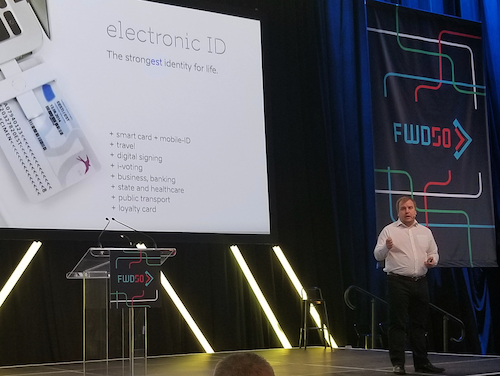 electronic ID
The strongest identity for life.
+ smart card + mobile-ID
+ travel
+ digital signing
+ i-voting
+ business, banking
+ state and healthcare
+ public transport
+ loyalty card
FWD50
FWD50